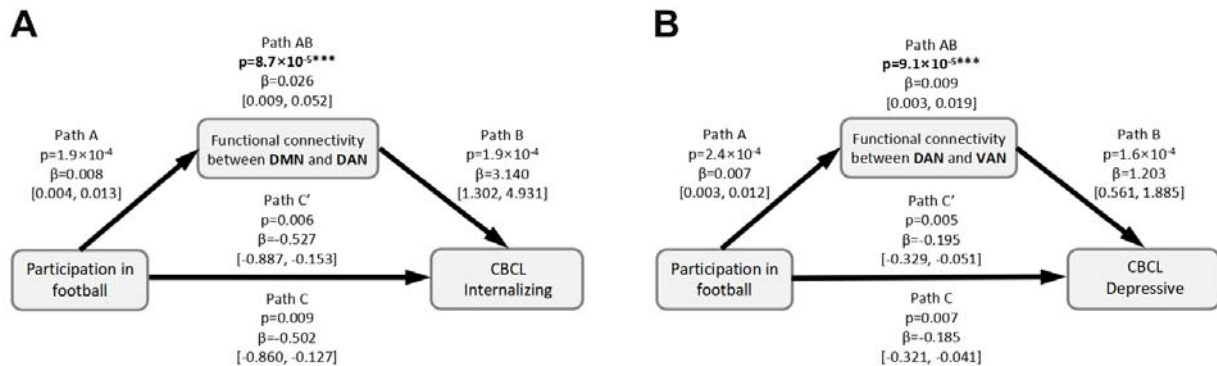 A
Path AB
p=8.7×10⁻⁵***
β=0.026
[0.009, 0.052]
Path A
p=1.9×10⁻⁴
β=0.008
[0.004, 0.013]
Functional connectivity
between DMN and DAN
Path B
p=1.9×10⁻⁴
β=3.140
[1.302, 4.931]
Path C’
p=0.006
β=-0.527
[-0.887, -0.153]
Participation in
football
CBCL
Internalizing
Path C
p=0.009
β=-0.502
[-0.860, -0.127]
B
Path AB
p=9.1×10⁻⁵***
β=0.009
[0.003, 0.019]
Path A
p=2.4×10⁻⁴
β=0.007
[0.003, 0.012]
Functional connectivity
between DAN and VAN
Path B
p=1.6×10⁻⁴
β=1.203
[0.561, 1.885]
Path C’
p=0.005
β=-0.195
[-0.329, -0.051]
Participation in
football
CBCL
Depressive
Path C
p=0.007
β=-0.185
[-0.321, -0.041]